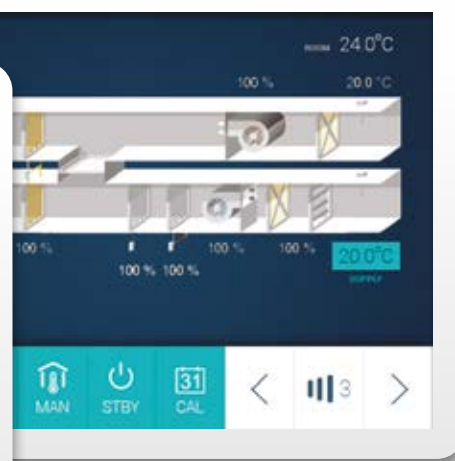 ROOM 24.0°C
100 % 20.0 °C
100 % 100 % 100 % 20.0°C
100 % 100 % SUPPLY
31 3
MAN STBY CAL